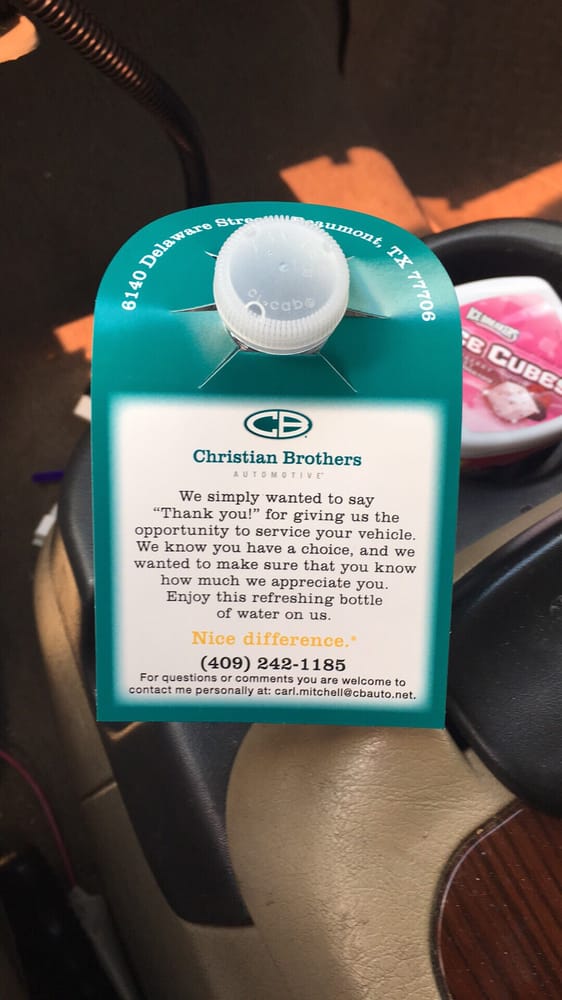 6140 Delaware Beaumont, TX 77706
CB
Christian Brothers
AUTOMOTIVE
We simply wanted to say
“Thank you!” for giving us the
opportunity to service your vehicle.
We know you have a choice, and we
wanted to make sure that you know
how much we appreciate you.
Enjoy this refreshing bottle
of water on us.
Nice difference.®
(409) 242-1185
For questions or comments you are welcome to
contact me personally at: carl.mitchell@cbauto.net.
ICE BREAKERS
CUBES